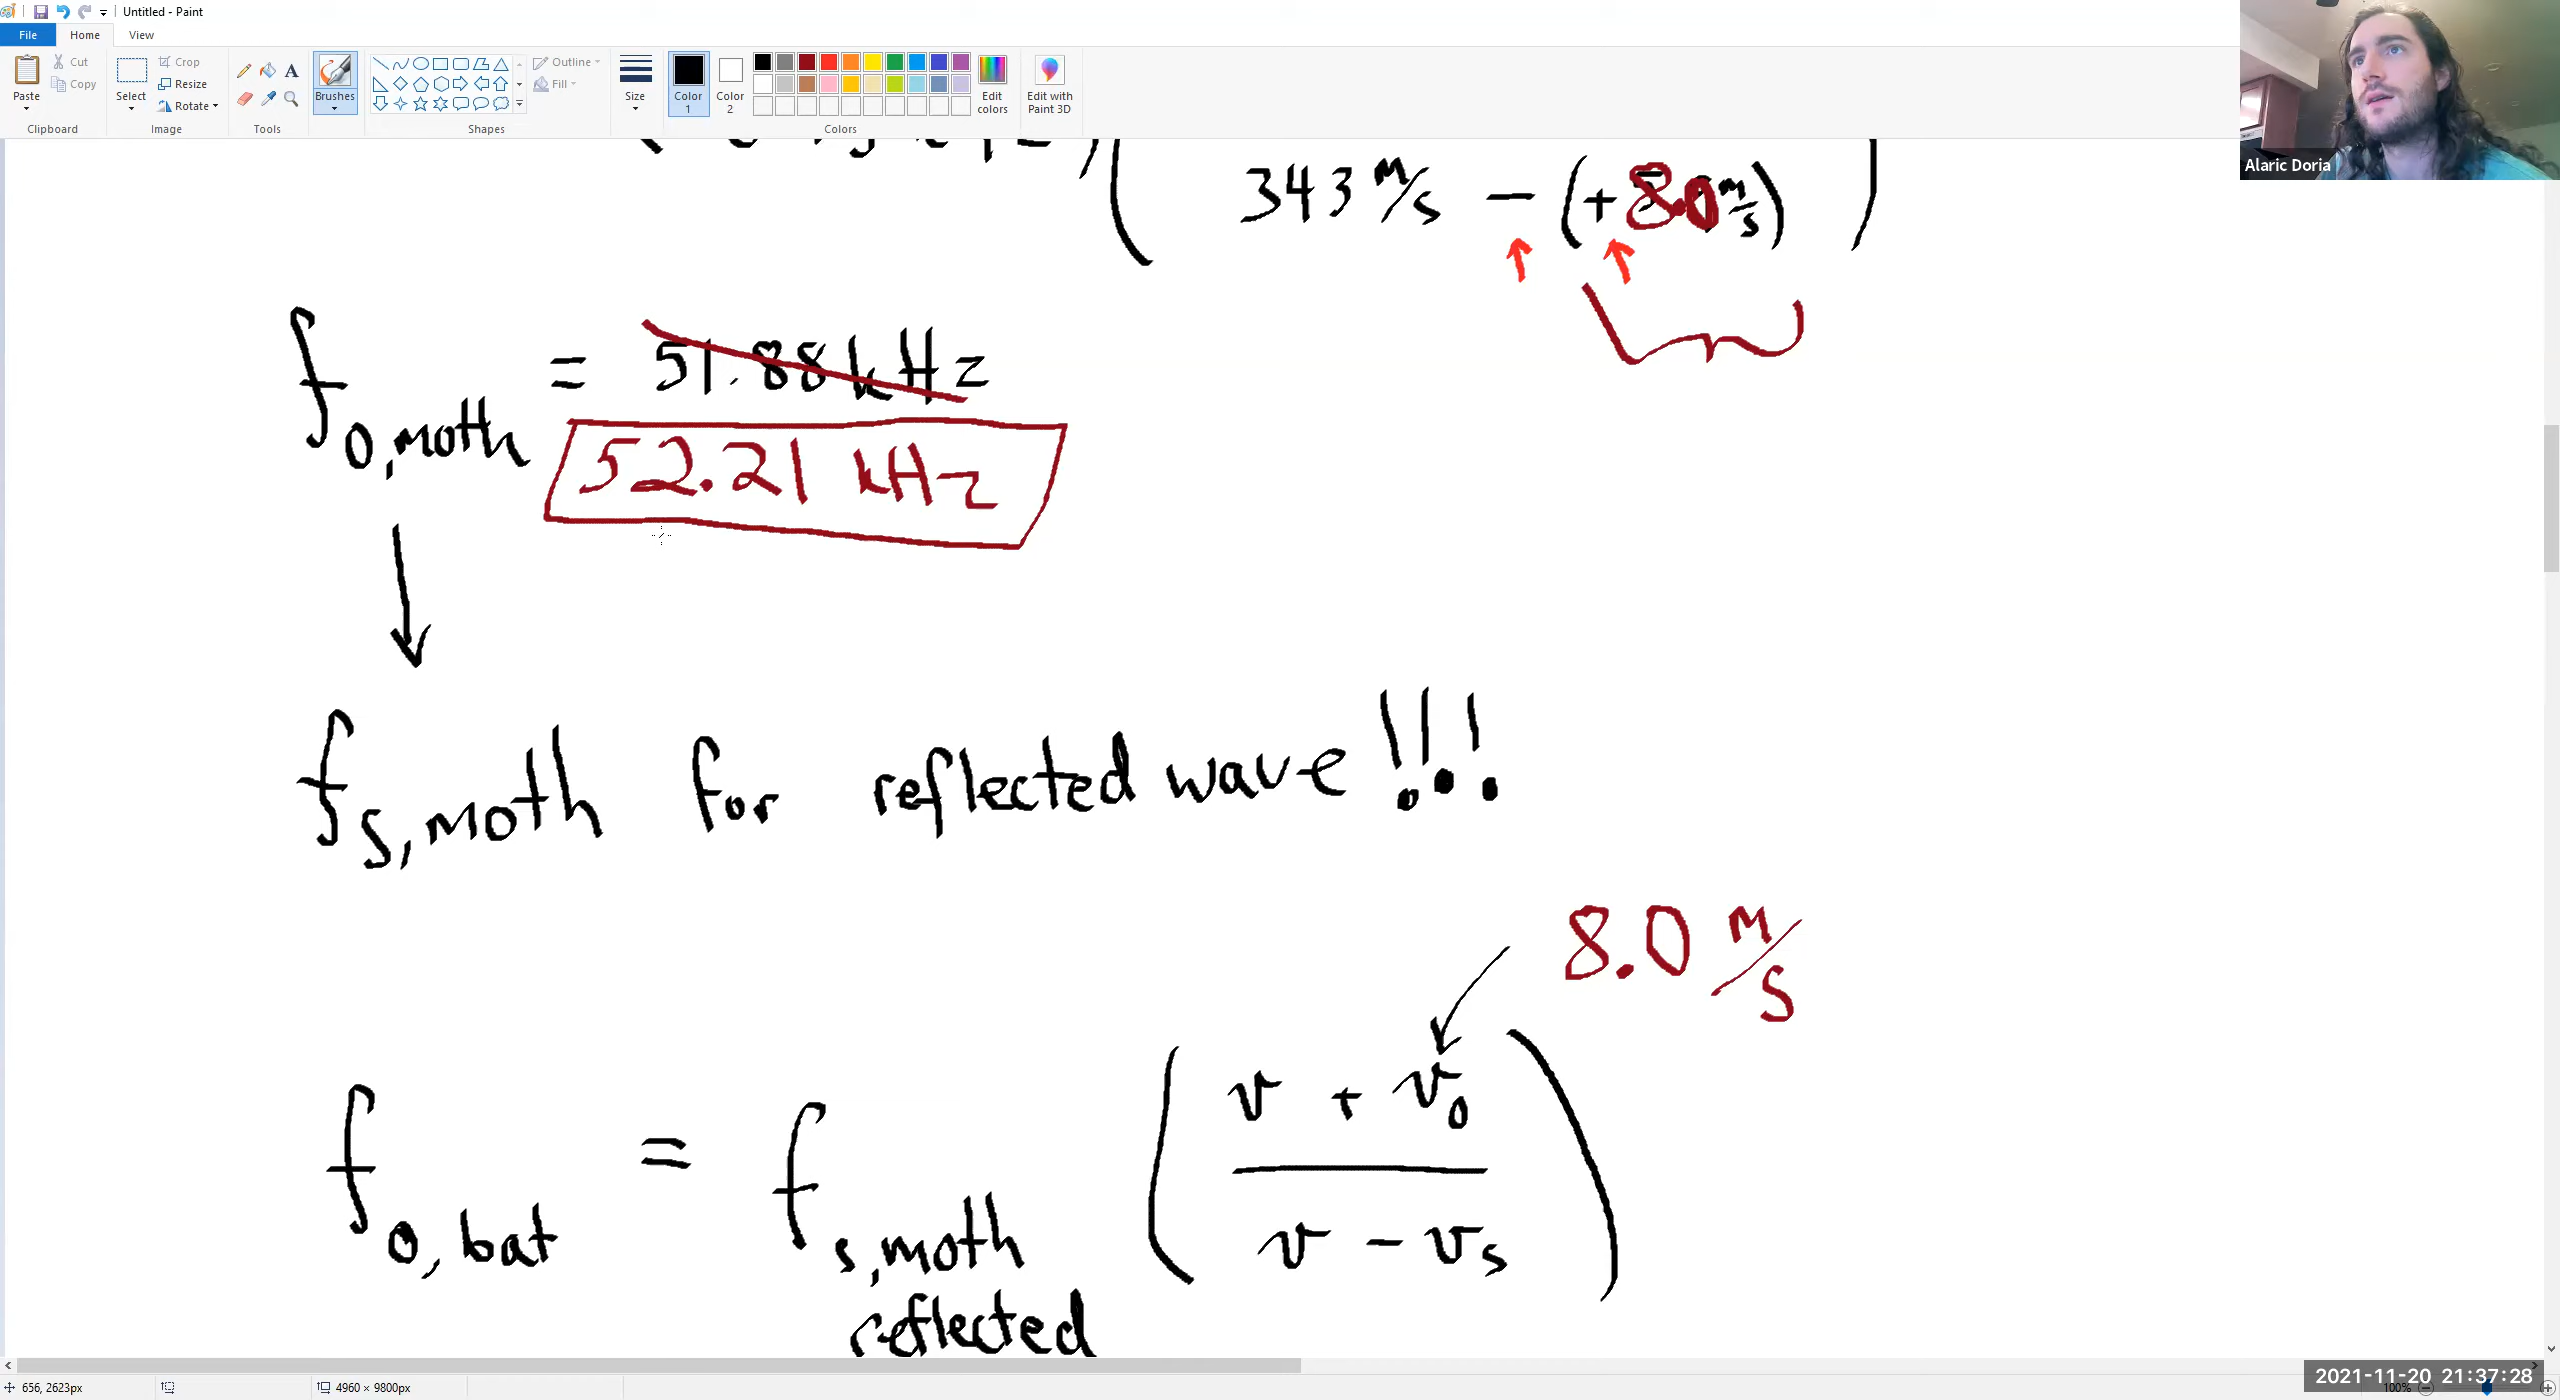 Untitled - Paint
File Home View
Paste Cut Copy Clipboard
Select Crop Resize Rotate Image
A Tools
Brushes
Outline Fill Shapes
Size
Color 1 Color 2 Edit colors Edit with Paint 3D Colors
Alaric Doria
343 m/s - (+8.0 m/s)
f0,moth = 51.88 kHz
52.21 kHz
fs,moth for reflected wave!!!
8.0 m/s
f0,bat = fs,moth reflected ( v + v0 / v - vs )
656, 2623px 4960 × 9800px 100%
2021-11-20 21:37:28